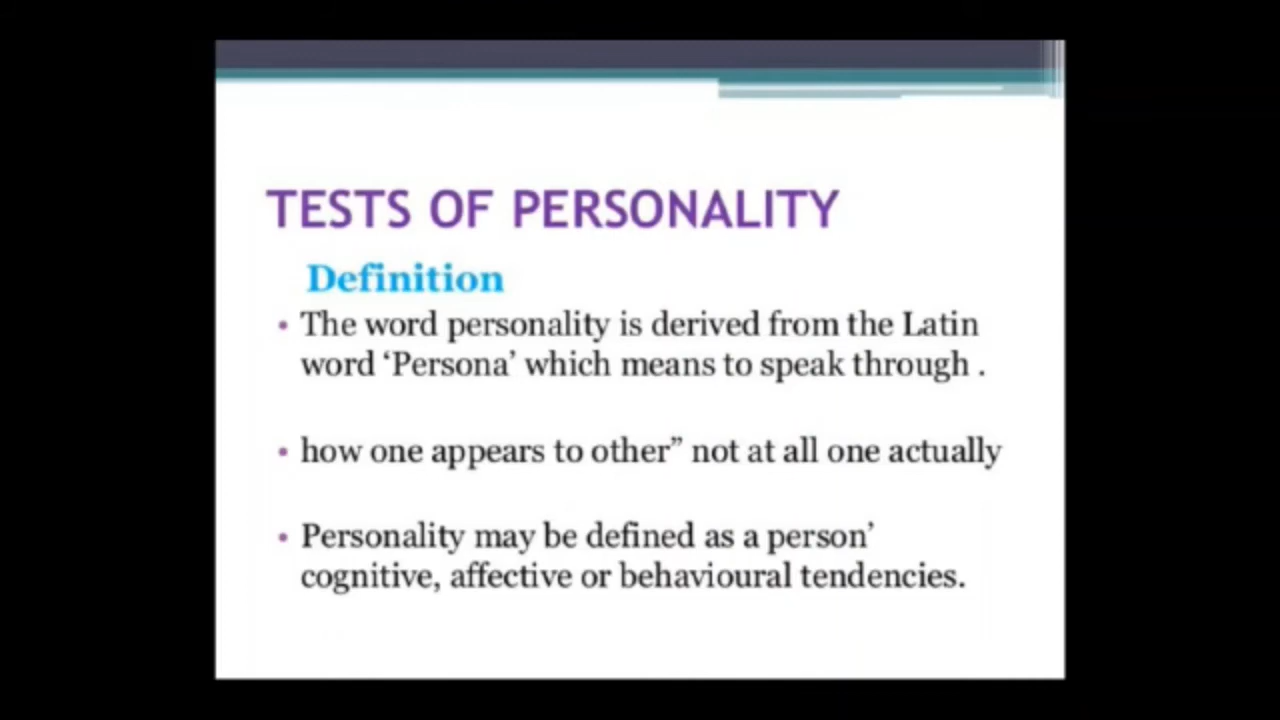 TESTS OF PERSONALITY
Definition
• The word personality is derived from the Latin
word ‘Persona’ which means to speak through .
• how one appears to other” not at all one actually
• Personality may be defined as a person’
cognitive, affective or behavioural tendencies.